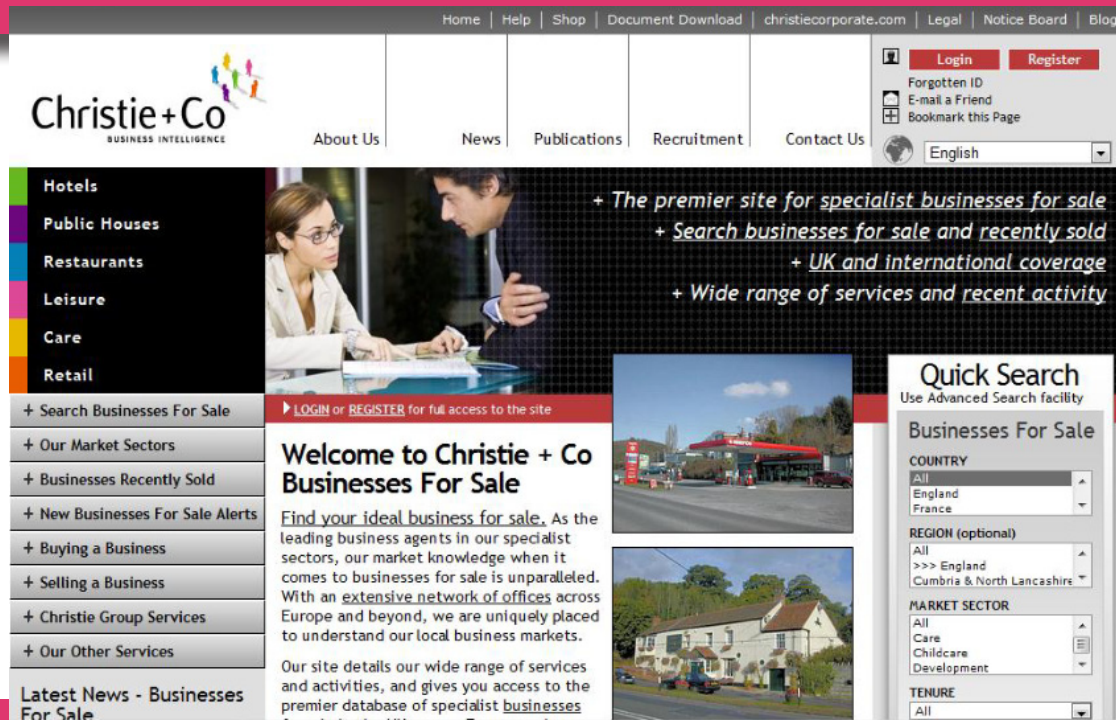 Home | Help | Shop | Document Download | christiecorporate.com | Legal | Notice Board | Blog
Christie+Co
BUSINESS INTELLIGENCE
About Us
News
Publications
Recruitment
Contact Us
Login
Register
Forgotten ID
E-mail a Friend
Bookmark this Page
English
Hotels
Public Houses
Restaurants
Leisure
Care
Retail
+ The premier site for specialist businesses for sale
+ Search businesses for sale and recently sold
+ UK and international coverage
+ Wide range of services and recent activity
+ Search Businesses For Sale
+ Our Market Sectors
+ Businesses Recently Sold
+ New Businesses For Sale Alerts
+ Buying a Business
+ Selling a Business
+ Christie Group Services
+ Our Other Services
Latest News - Businesses
For Sale
LOGIN or REGISTER for full access to the site
Welcome to Christie + Co
Businesses For Sale
Find your ideal business for sale. As the
leading business agents in our specialist
sectors, our market knowledge when it
comes to businesses for sale is unparalleled.
With an extensive network of offices across
Europe and beyond, we are uniquely placed
to understand our local business markets.
Our site details our wide range of services
and activities, and gives you access to the
premier database of specialist businesses
Quick Search
Use Advanced Search facility
Businesses For Sale
COUNTRY
All
England
France
REGION (optional)
All
>>> England
Cumbria & North Lancashire
MARKET SECTOR
All
Care
Childcare
Development
TENURE
All